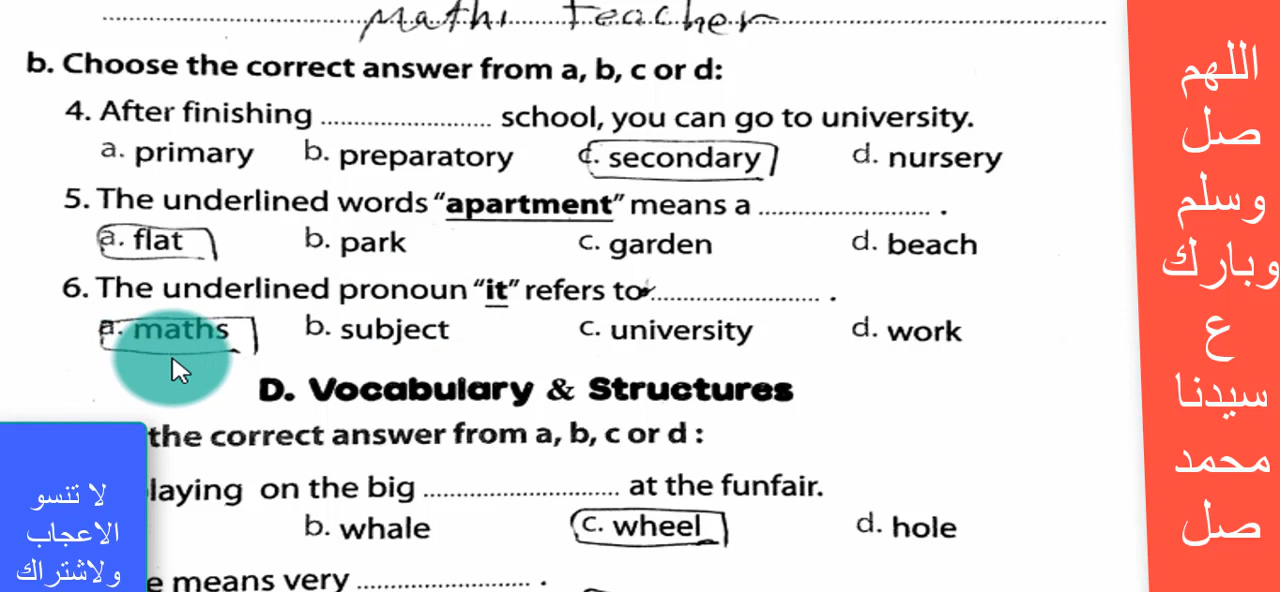 Maths teacher
b. Choose the correct answer from a, b, c or d:
4. After finishing ........................... school, you can go to university.
a. primary b. preparatory c. secondary d. nursery
5. The underlined words “apartment” means a ........................... .
a. flat b. park c. garden d. beach
6. The underlined pronoun “it” refers to ........................... .
a. maths b. subject c. university d. work
D. Vocabulary & Structures
the correct answer from a, b, c or d :
laying on the big ............................... at the funfair.
b. whale c. wheel d. hole
e means very ........................... .
اللهم
صل
وسلم
وبارك
ع
سيدنا
محمد
صل
لا تنسو
الاعجاب
ولاشتراك